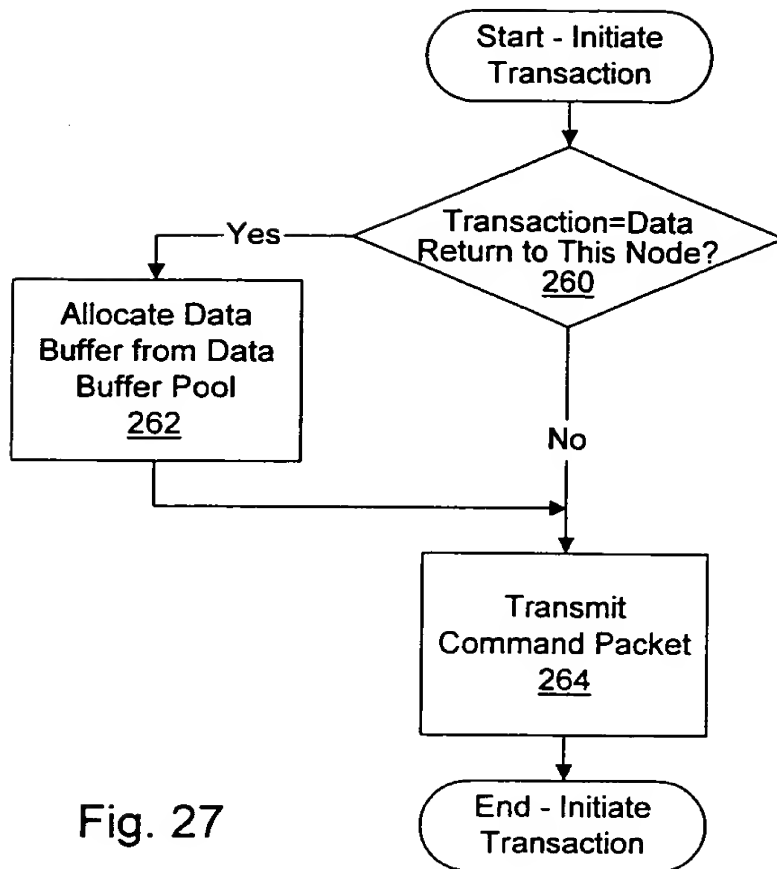 Start - Initiate
Transaction
Transaction=Data
Return to This Node?
260
Yes
Allocate Data
Buffer from Data
Buffer Pool
262
No
Transmit
Command Packet
264
End - Initiate
Transaction
Fig. 27